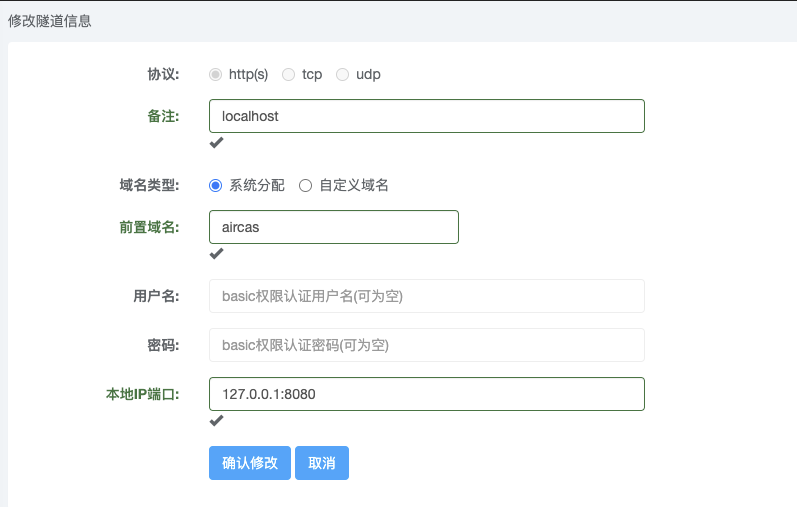 修改隧道信息
协议: http(s) tcp udp
备注: localhost
域名类型: 系统分配 自定义域名
前置域名: aircas
用户名: basic权限认证用户名(可为空)
密码: basic权限认证密码(可为空)
本地IP端口: 127.0.0.1:8080
确认修改 取消